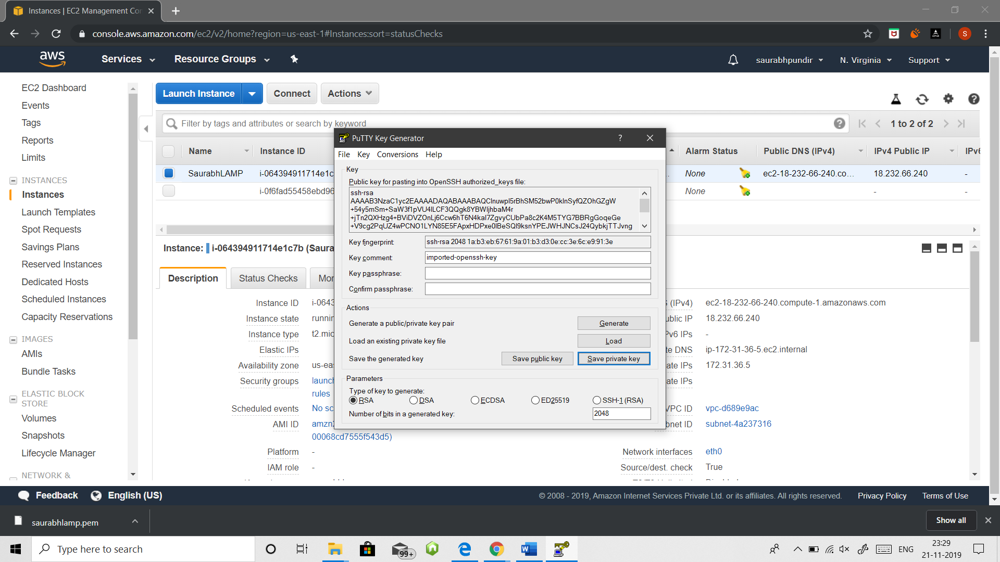 Instances | EC2 Management Con
console.aws.amazon.com/ec2/v2/home?region=us-east-1#Instances:sort=statusChecks
S
aws
Services
Resource Groups
saurabhpundir
N. Virginia
Support
EC2 Dashboard
Events
Tags
Reports
Limits
INSTANCES
Instances
Launch Templates
Spot Requests
Savings Plans
Reserved Instances
Dedicated Hosts
Scheduled Instances
Capacity Reservations
IMAGES
AMIs
Bundle Tasks
ELASTIC BLOCK
STORE
Volumes
Snapshots
Lifecycle Manager
NETWORK &
Launch Instance
Connect
Actions
Filter by tags and attributes or search by keyword
1 to 2 of 2
Name
Instance ID
Alarm Status
Public DNS (IPv4)
IPv4 Public IP
IPv6
SaurabhLAMP
i-064394911714e1c
None
ec2-18-232-66-240.co...
18.232.66.240
-
i-0f6fad55458ebd96
None
-
-
Instance: i-064394911714e1c7b (Saura
Description
Status Checks
Mor
Instance ID i-0643
Instance state runnin
Instance type t2.mic
Elastic IPs
Availability zone us-eas
Security groups launch
rules
Scheduled events No sc
AMI ID amzn2
00068cd7555f543d5)
Platform -
IAM role -
(IPv4) ec2-18-232-66-240.compute-1.amazonaws.com
ublic IP 18.232.66.240
Pv6 IPs -
te DNS ip-172-31-36-5.ec2.internal
ate IPs 172.31.36.5
ate IPs
VPC ID vpc-d689e9ac
bnet ID subnet-4a237316
Network interfaces eth0
Source/dest. check True
PuTTY Key Generator
?
File Key Conversions Help
Key
Public key for pasting into OpenSSH authorized_keys file:
ssh-rsa
AAAAB3NzaC1yc2EAAAADAQABAAABAQClnuwpl5rBhSM52bwP0klnSyfQZOhGZgW
+54y5mSm+SaW3f1pVU4lLCF3QQgk8YBWIjhbaM4r
+jTn2QXHzg4+BViDVZOnLj6Ccw6hT6N4kal7ZgvyCUbPa8c2K4M5TYG7BBRgGoqeGe
+V9cg2PqUZ4wPCNO1LYN85E5FApxHDPxe0lBeSQl9ksnYPEJWHJNCsJ24QybkjTTJvng
Key fingerprint: ssh-rsa 2048 1a:b3:eb:67:61:9a:01:b3:d3:0e:cc:3e:6c:e9:91:3e
Key comment: imported-openssh-key
Key passphrase:
Confirm passphrase:
Actions
Generate a public/private key pair
Generate
Load an existing private key file
Load
Save the generated key
Save public key
Save private key
Parameters
Type of key to generate:
RSA
DSA
ECDSA
ED25519
SSH-1 (RSA)
Number of bits in a generated key:
2048
Feedback
English (US)
© 2008 - 2019, Amazon Internet Services Private Ltd. or its affiliates. All rights reserved.
Privacy Policy
Terms of Use
saurabhlamp.pem
Show all
Type here to search
99+
ENG
23:29
21-11-2019